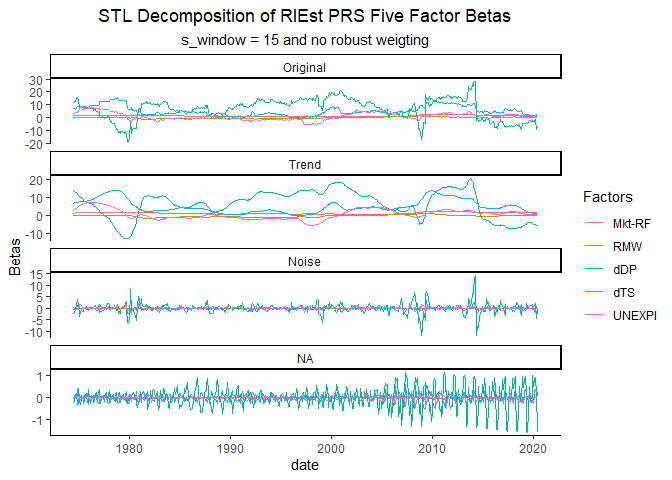 STL Decomposition of RIEst PRS Five Factor Betas
s_window = 15 and no robust weigting
Original
30
20
10
0
-10
-20
Trend
20
10
0
-10
Noise
15
10
5
0
-5
-10
NA
1
0
-1
1980 1990 2000 2010 2020
date
Betas
Factors
Mkt-RF
RMW
dDP
dTS
UNEXPI